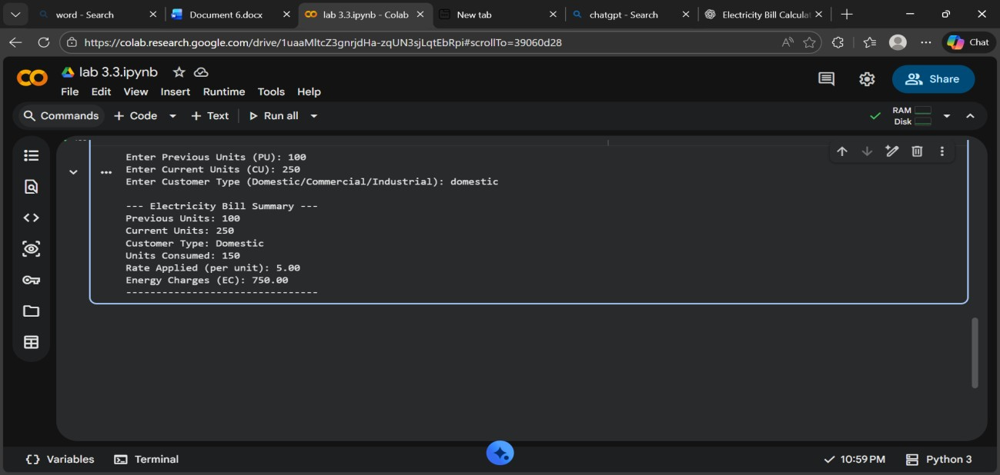 word - Search
Document 6.docx
lab 3.3.ipynb - Colab
New tab
chatgpt - Search
Electricity Bill Calculat
https://colab.research.google.com/drive/1uaaMltcZ3gnrjdHa-zqUN3sjLqtEbRpi#scrollTo=39060d28
Chat
lab 3.3.ipynb
File Edit View Insert Runtime Tools Help
Share
Commands + Code + Text Run all
RAM
Disk
Enter Previous Units (PU): 100
Enter Current Units (CU): 250
Enter Customer Type (Domestic/Commercial/Industrial): domestic
--- Electricity Bill Summary ---
Previous Units: 100
Current Units: 250
Customer Type: Domestic
Units Consumed: 150
Rate Applied (per unit): 5.00
Energy Charges (EC): 750.00
--------------------------------
Variables Terminal
10:59 PM Python 3